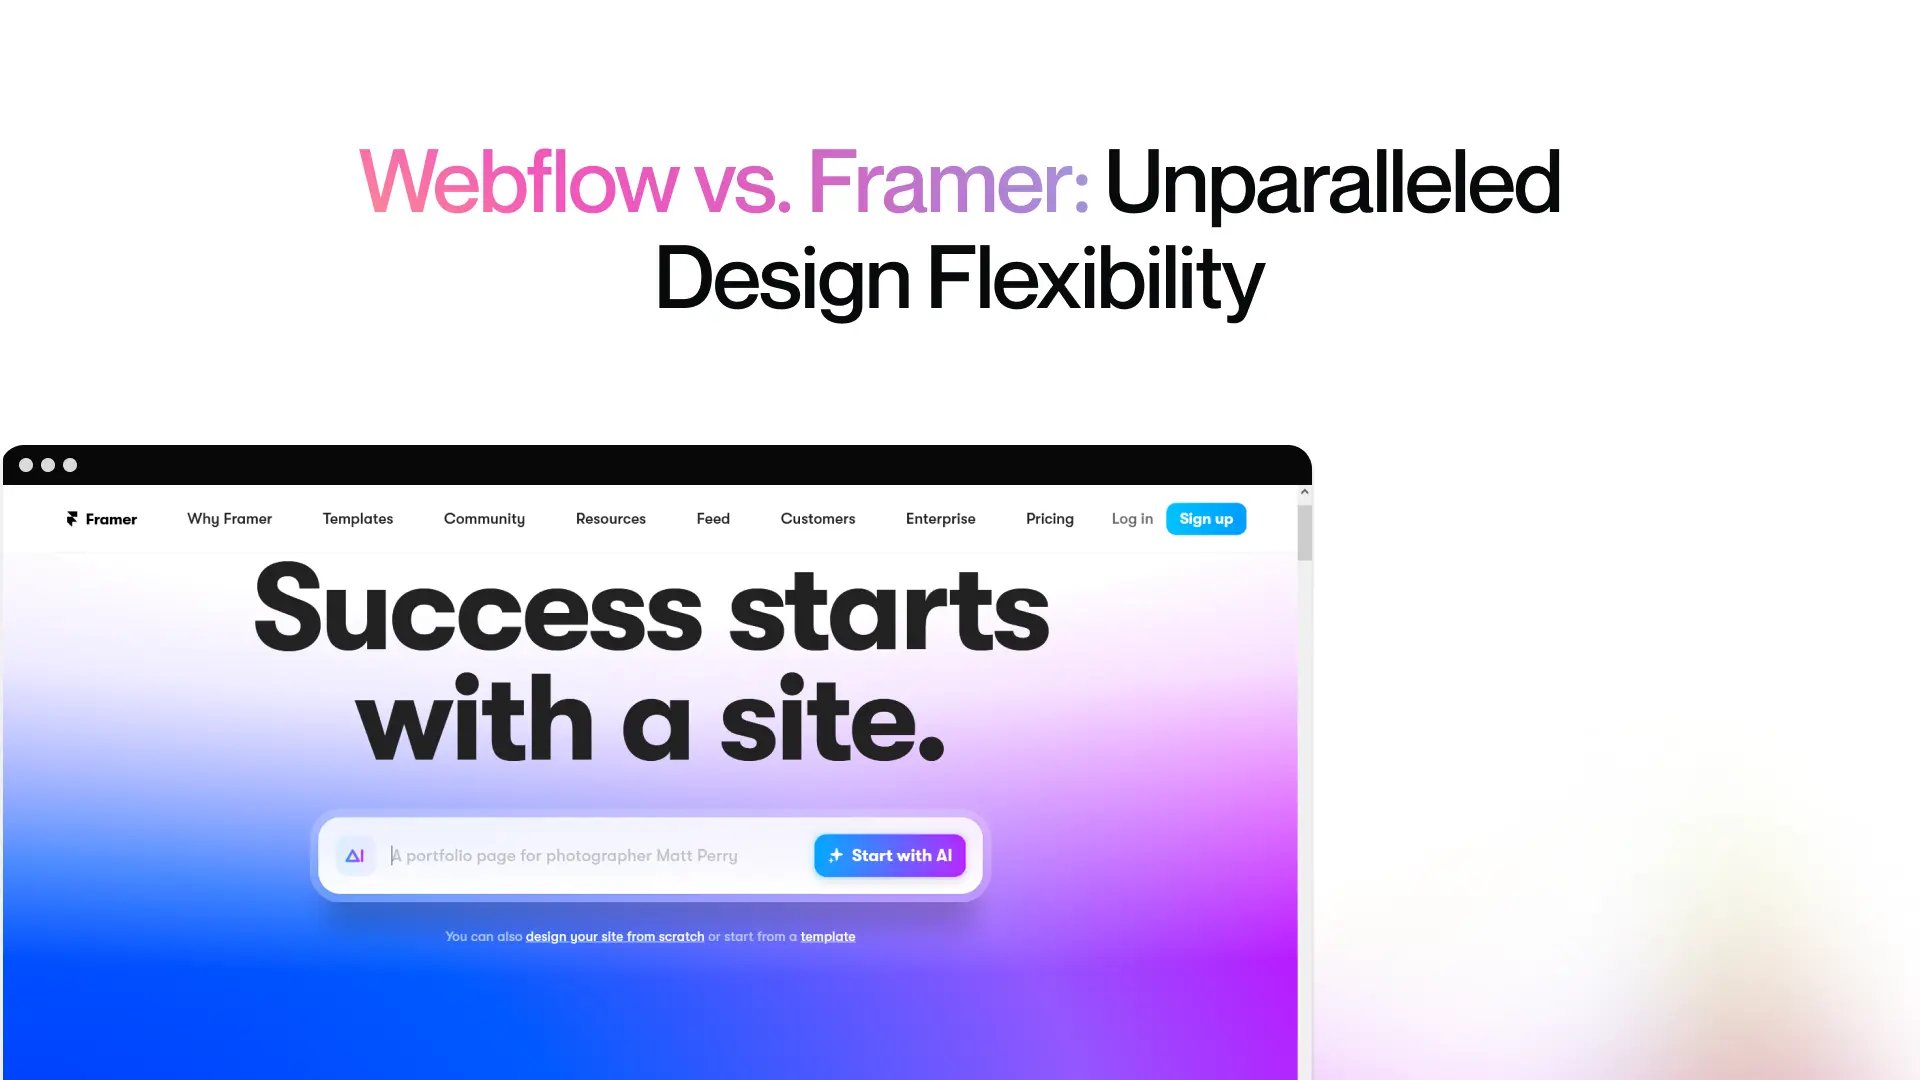 Webflow vs. Framer: Unparalleled
Design Flexibility
Framer Why Framer Templates Community Resources Feed Customers Enterprise Pricing Log in Sign up
Success starts
with a site.
AI A portfolio page for photographer Matt Perry Start with AI
You can also design your site from scratch or start from a template